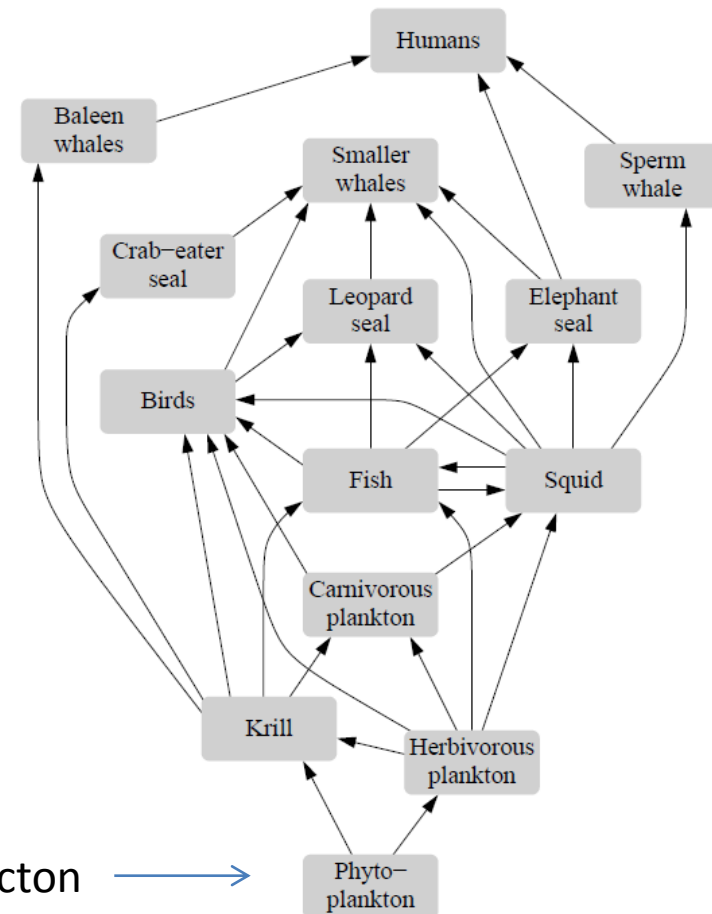 Humans
Baleen
whales
Smaller
whales
Sperm
whale
Crab−eater
seal
Leopard
seal
Elephant
seal
Birds
Fish
Squid
Carnivorous
plankton
Krill
Herbivorous
plankton
cton
Phyto−
plankton